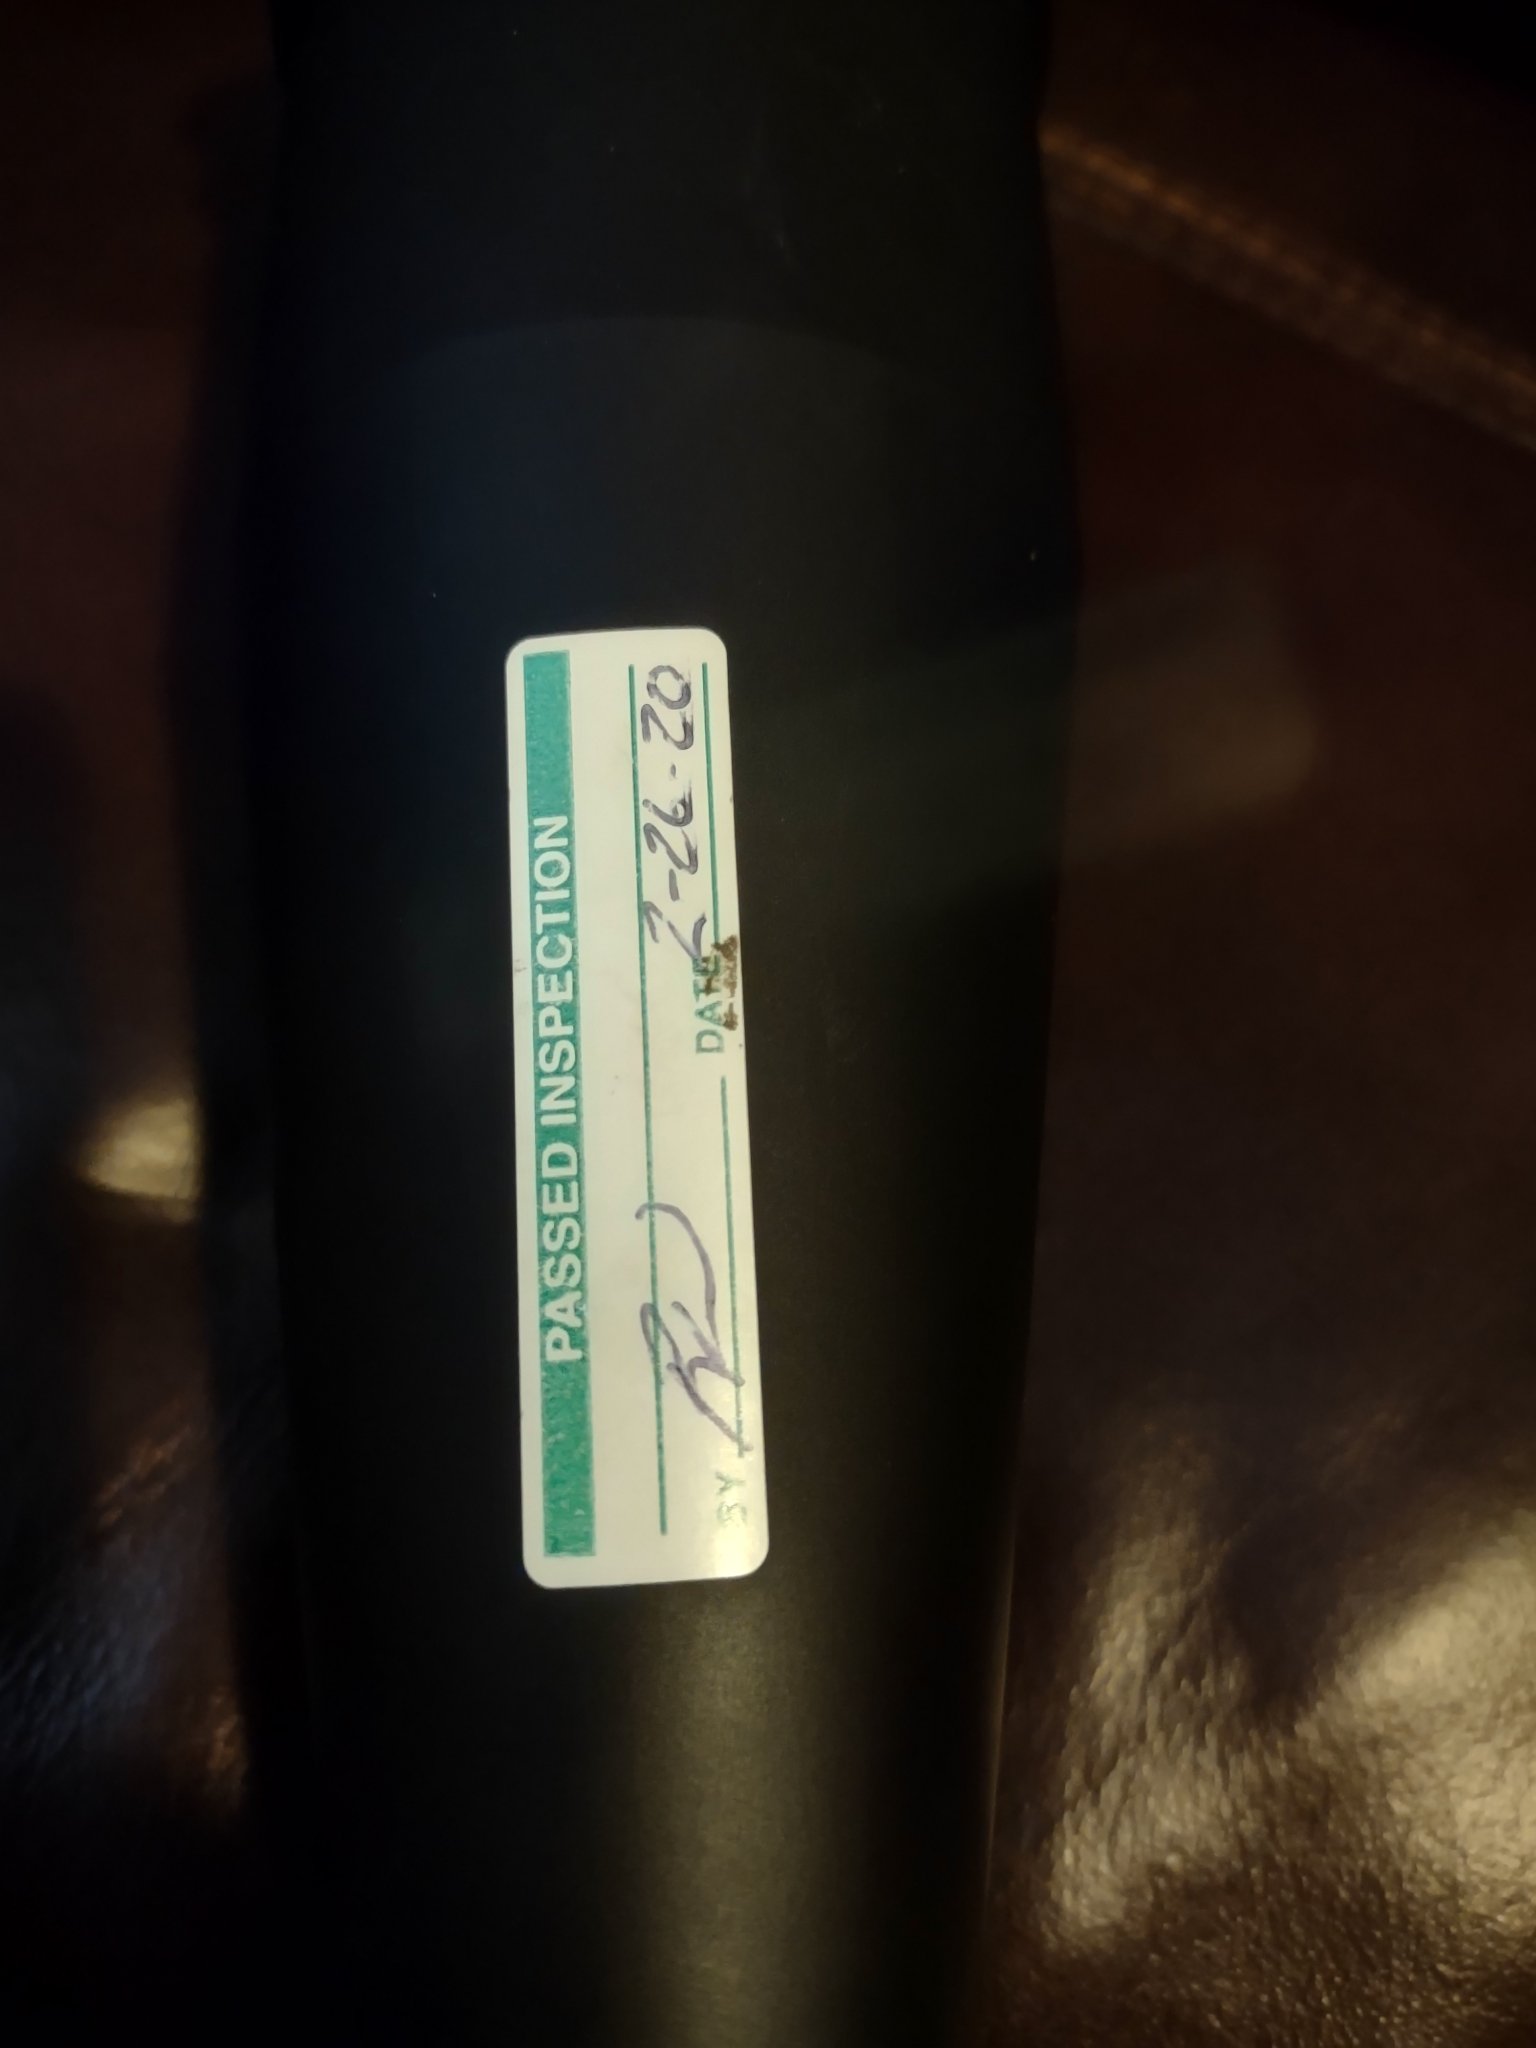 PASSED INSPECTION
BY DATE 2-26-20